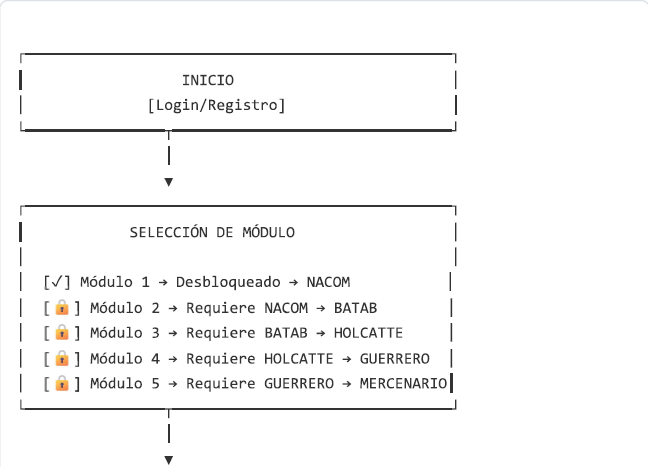 INICIO
[Login/Registro]
▼
SELECCIÓN DE MÓDULO
[✓] Módulo 1 → Desbloqueado → NACOM
[🔒] Módulo 2 → Requiere NACOM → BATAB
[🔒] Módulo 3 → Requiere BATAB → HOLCATTE
[🔒] Módulo 4 → Requiere HOLCATTE → GUERRERO
[🔒] Módulo 5 → Requiere GUERRERO → MERCENARIO
▼